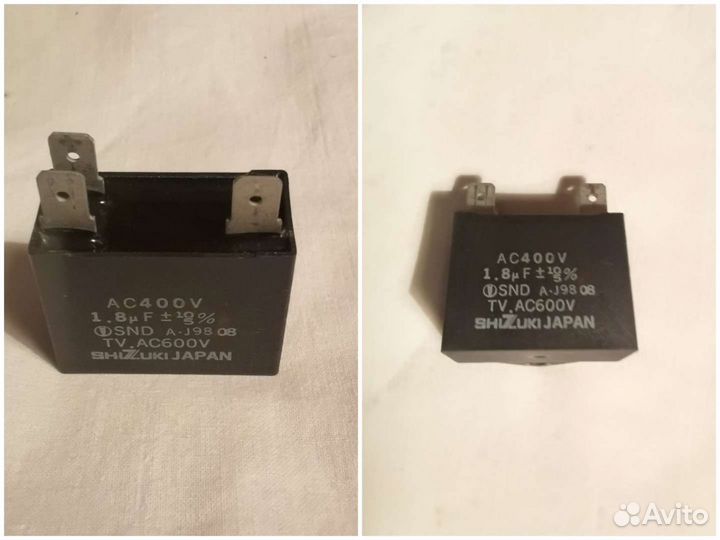 AC400V
1.8μF ±10/5%
SND A-J98 08
TV.AC600V
SHIZUKI JAPAN
AC400V
1.8μF ±10/5%
SND A-J98 08
TV.AC600V
SHIZUKI JAPAN
Avito